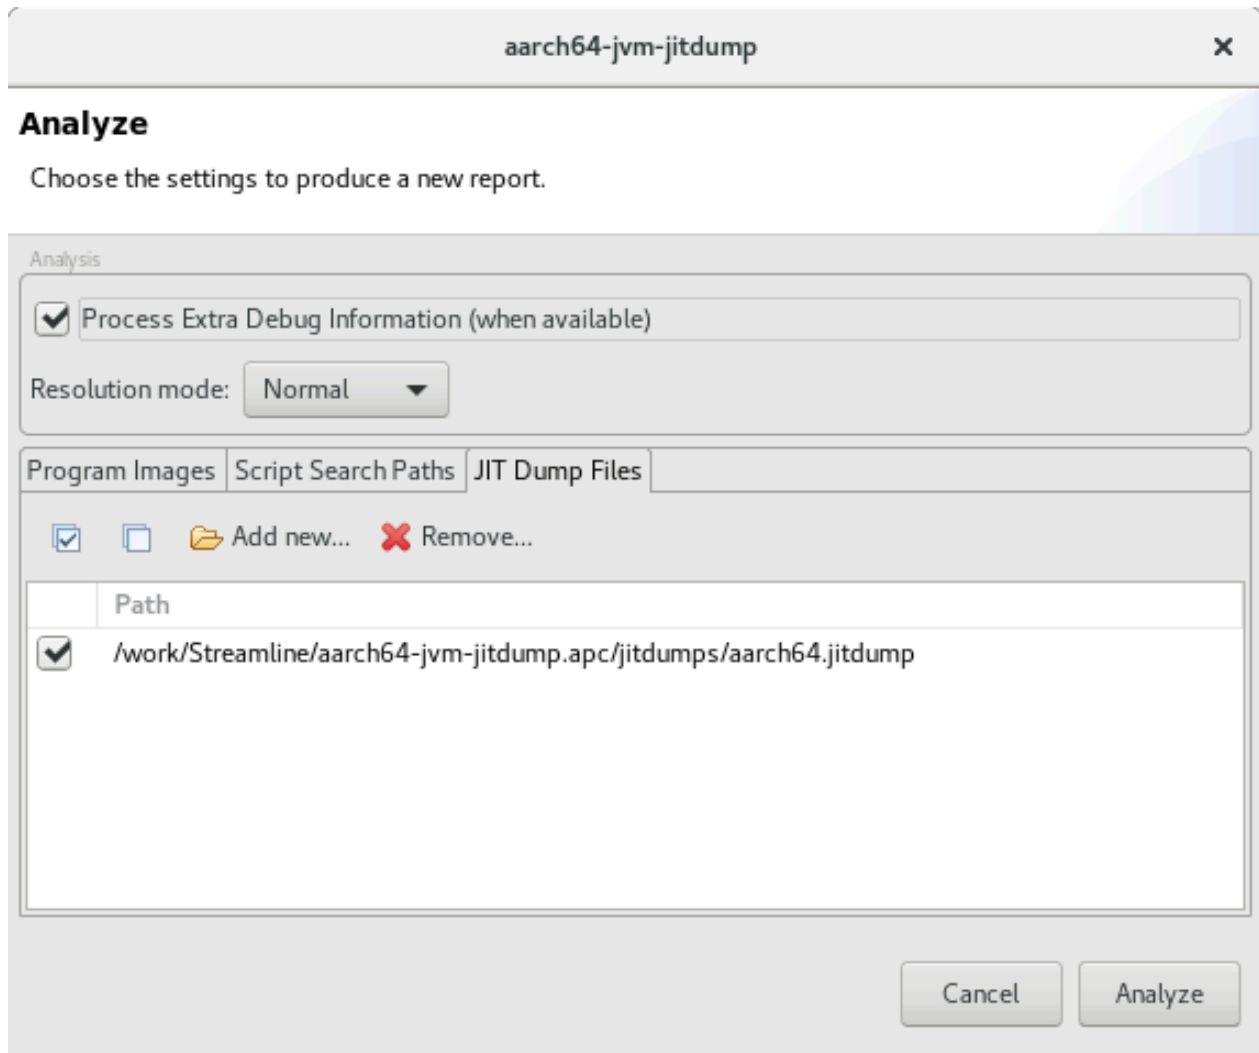 aarch64-jvm-jitdump
Analyze
Choose the settings to produce a new report.
Analysis
Process Extra Debug Information (when available)
Resolution mode: Normal
Program Images Script Search Paths JIT Dump Files
Add new... Remove...
Path
/work/Streamline/aarch64-jvm-jitdump.apc/jitdumps/aarch64.jitdump
Cancel Analyze